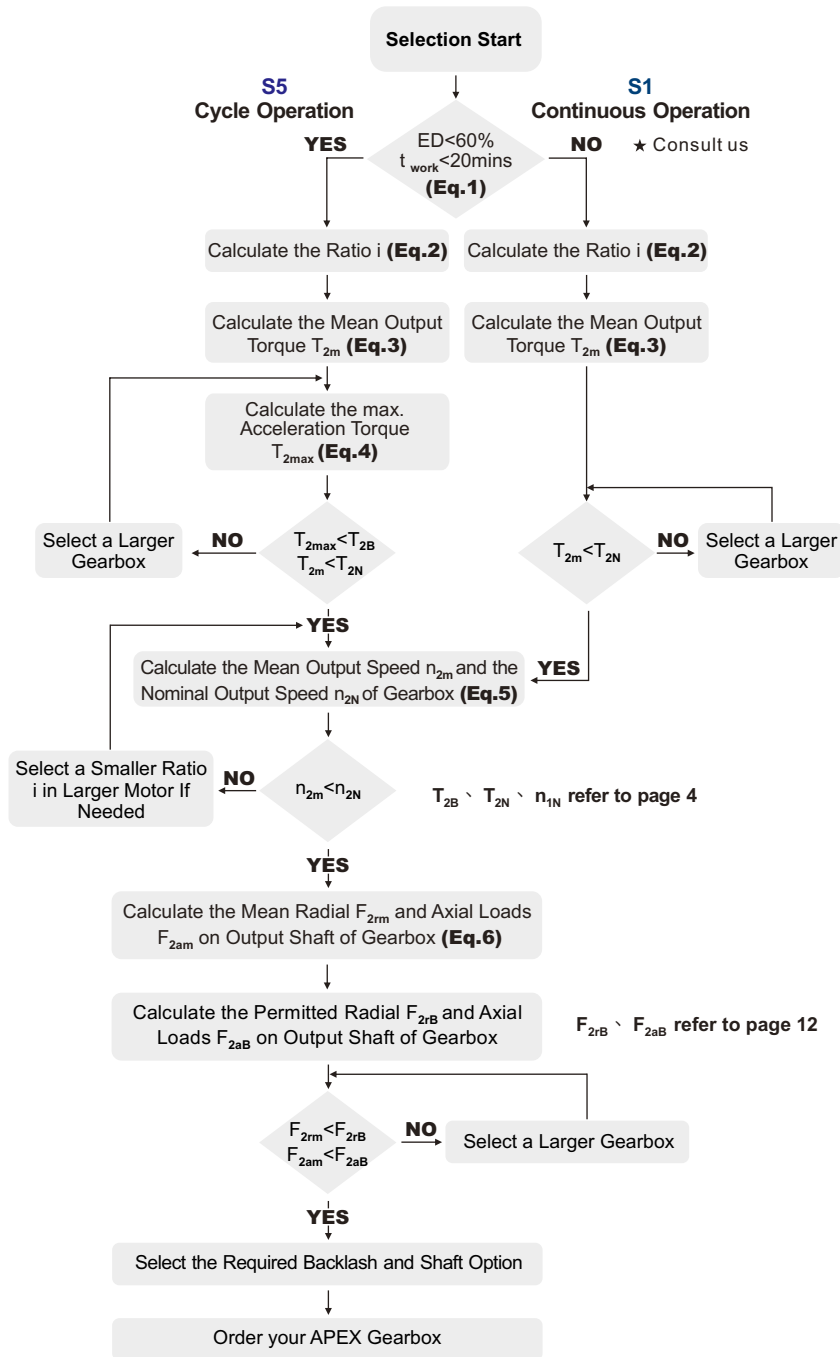 Selection Start
S5
Cycle Operation
S1
Continuous Operation
YES
ED<60%
t work<20mins
(Eq.1)
NO
★ Consult us
Calculate the Ratio i (Eq.2)
Calculate the Ratio i (Eq.2)
Calculate the Mean Output
Torque T2m (Eq.3)
Calculate the Mean Output
Torque T2m (Eq.3)
Calculate the max.
Acceleration Torque
T2max (Eq.4)
Select a Larger
Gearbox
NO
T2max<T2B
T2m<T2N
T2m<T2N
NO
Select a Larger
Gearbox
YES
Calculate the Mean Output Speed n2m and the
Nominal Output Speed n2N of Gearbox (Eq.5)
YES
Select a Smaller Ratio
i in Larger Motor If
Needed
NO
n2m<n2N
T2B、T2N、n1N refer to page 4
YES
Calculate the Mean Radial F2rm and Axial Loads
F2am on Output Shaft of Gearbox (Eq.6)
Calculate the Permitted Radial F2rB and Axial
Loads F2aB on Output Shaft of Gearbox
F2rB、F2aB refer to page 12
F2rm<F2rB
F2am<F2aB
NO
Select a Larger Gearbox
YES
Select the Required Backlash and Shaft Option
Order your APEX Gearbox